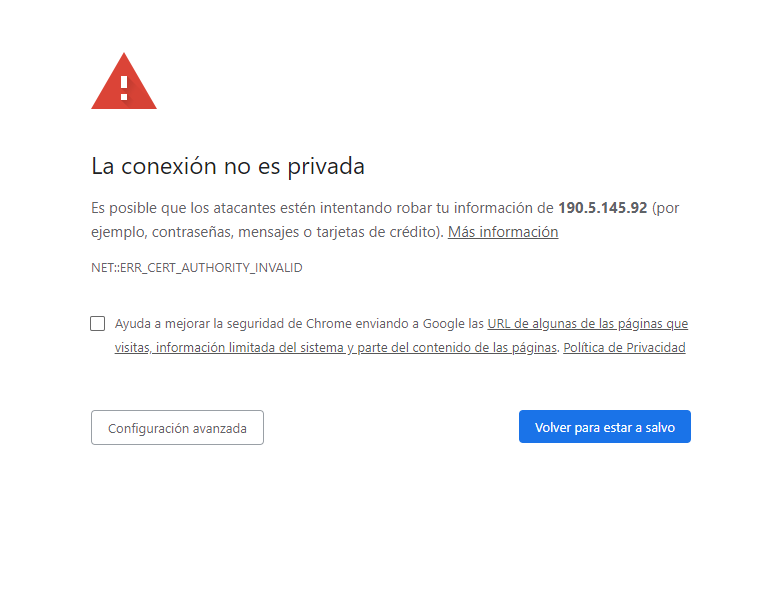 La conexión no es privada
Es posible que los atacantes estén intentando robar tu información de 190.5.145.92 (por
ejemplo, contraseñas, mensajes o tarjetas de crédito). Más información
NET::ERR_CERT_AUTHORITY_INVALID
Ayuda a mejorar la seguridad de Chrome enviando a Google las URL de algunas de las páginas que
visitas, información limitada del sistema y parte del contenido de las páginas. Política de Privacidad
Configuración avanzada
Volver para estar a salvo